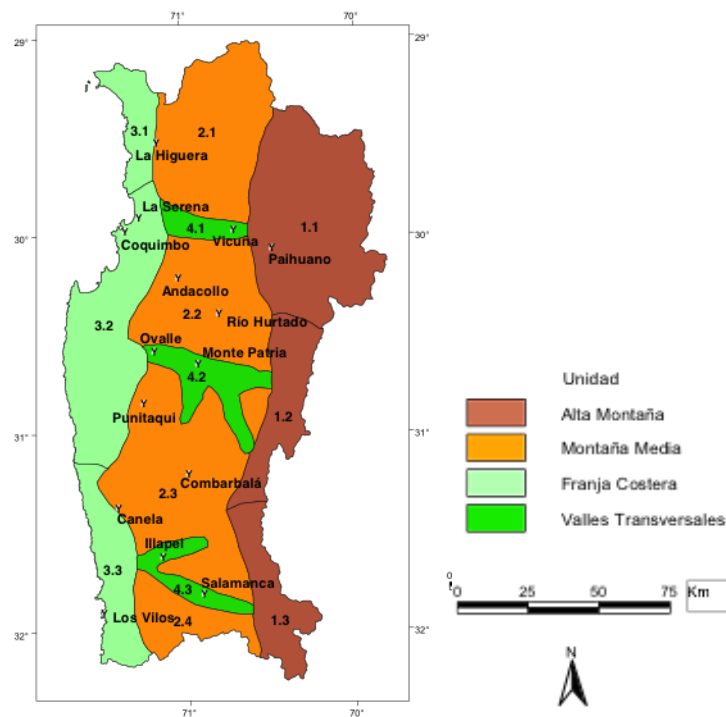 71° 70°
29° 29°
3.1 2.1
La Higuera
La Serena
4.1 1.1
30° Coquimbo Vicuña 30°
Paihuano
Andacollo
2.2
3.2 Río Hurtado
Ovalle
Monte Patria
4.2
Punitaqui 1.2
31° 31°
Combarbalá
2.3
Canela
Illapel
3.3
4.3 Salamanca
Los Vilos 2.4 1.3
32° 32°
71° 70°
Unidad
Alta Montaña
Montaña Media
Franja Costera
Valles Transversales
0
0 25 50 75 Km
N